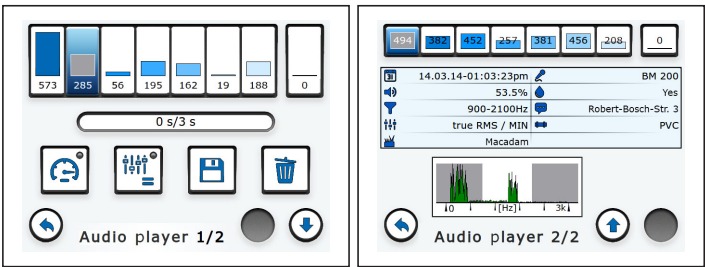 573 285 56 195 162 19 188 0
0 s/3 s
Audio player 1/2
494 382 452 257 381 456 208 0
31 14.03.14-01:03:23pm BM 200
53.5% Yes
900-2100Hz Robert-Bosch-Str. 3
true RMS / MIN PVC
Macadam
0 [Hz] 3k
Audio player 2/2